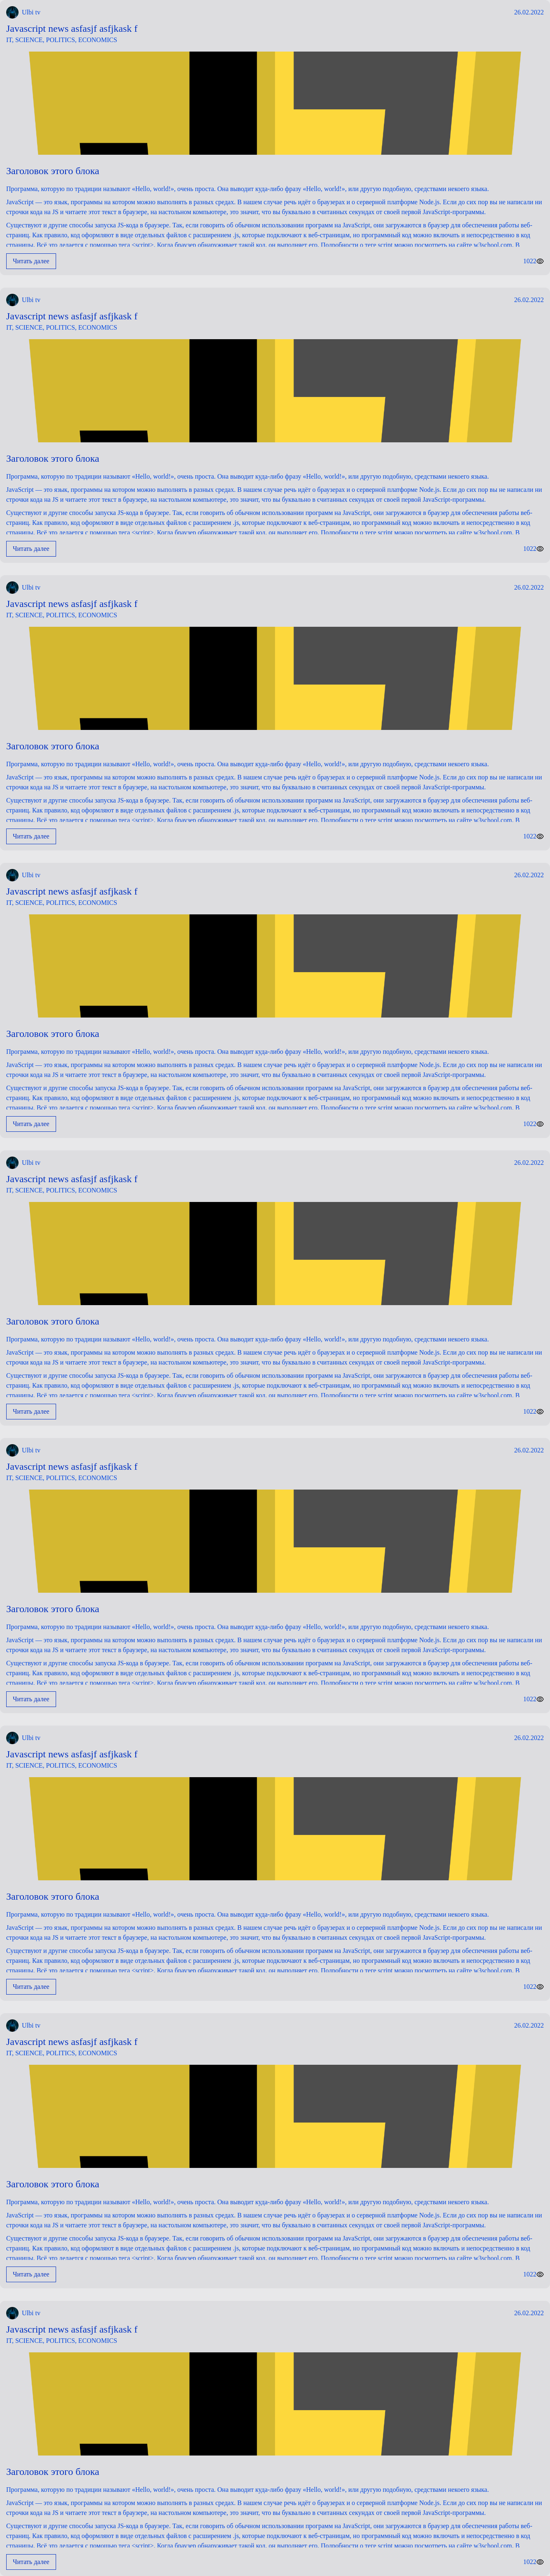 Ulbi tv 26.02.2022
Javascript news asfasjf asfjkask f
IT, SCIENCE, POLITICS, ECONOMICS
Заголовок этого блока
Программа, которую по традиции называют «Hello, world!», очень проста. Она выводит куда-либо фразу «Hello, world!», или другую подобную, средствами некоего языка.
JavaScript — это язык, программы на котором можно выполнять в разных средах. В нашем случае речь идёт о браузерах и о серверной платформе Node.js. Если до сих пор вы не написали ни
строчки кода на JS и читаете этот текст в браузере, на настольном компьютере, это значит, что вы буквально в считанных секундах от своей первой JavaScript-программы.
Существуют и другие способы запуска JS-кода в браузере. Так, если говорить об обычном использовании программ на JavaScript, они загружаются в браузер для обеспечения работы веб-
страниц. Как правило, код оформляют в виде отдельных файлов с расширением .js, которые подключают к веб-страницам, но программный код можно включать и непосредственно в код
страницы. Всё это делается с помощью тега <script>. Когда браузер обнаруживает такой код, он выполняет его. Подробности о теге script можно посмотреть на сайте w3school.com. В
Читать далее 1022
Ulbi tv 26.02.2022
Javascript news asfasjf asfjkask f
IT, SCIENCE, POLITICS, ECONOMICS
Заголовок этого блока
Программа, которую по традиции называют «Hello, world!», очень проста. Она выводит куда-либо фразу «Hello, world!», или другую подобную, средствами некоего языка.
JavaScript — это язык, программы на котором можно выполнять в разных средах. В нашем случае речь идёт о браузерах и о серверной платформе Node.js. Если до сих пор вы не написали ни
строчки кода на JS и читаете этот текст в браузере, на настольном компьютере, это значит, что вы буквально в считанных секундах от своей первой JavaScript-программы.
Существуют и другие способы запуска JS-кода в браузере. Так, если говорить об обычном использовании программ на JavaScript, они загружаются в браузер для обеспечения работы веб-
страниц. Как правило, код оформляют в виде отдельных файлов с расширением .js, которые подключают к веб-страницам, но программный код можно включать и непосредственно в код
страницы. Всё это делается с помощью тега <script>. Когда браузер обнаруживает такой код, он выполняет его. Подробности о теге script можно посмотреть на сайте w3school.com. В
Читать далее 1022
Ulbi tv 26.02.2022
Javascript news asfasjf asfjkask f
IT, SCIENCE, POLITICS, ECONOMICS
Заголовок этого блока
Программа, которую по традиции называют «Hello, world!», очень проста. Она выводит куда-либо фразу «Hello, world!», или другую подобную, средствами некоего языка.
JavaScript — это язык, программы на котором можно выполнять в разных средах. В нашем случае речь идёт о браузерах и о серверной платформе Node.js. Если до сих пор вы не написали ни
строчки кода на JS и читаете этот текст в браузере, на настольном компьютере, это значит, что вы буквально в считанных секундах от своей первой JavaScript-программы.
Существуют и другие способы запуска JS-кода в браузере. Так, если говорить об обычном использовании программ на JavaScript, они загружаются в браузер для обеспечения работы веб-
страниц. Как правило, код оформляют в виде отдельных файлов с расширением .js, которые подключают к веб-страницам, но программный код можно включать и непосредственно в код
страницы. Всё это делается с помощью тега <script>. Когда браузер обнаруживает такой код, он выполняет его. Подробности о теге script можно посмотреть на сайте w3school.com. В
Читать далее 1022
Ulbi tv 26.02.2022
Javascript news asfasjf asfjkask f
IT, SCIENCE, POLITICS, ECONOMICS
Заголовок этого блока
Программа, которую по традиции называют «Hello, world!», очень проста. Она выводит куда-либо фразу «Hello, world!», или другую подобную, средствами некоего языка.
JavaScript — это язык, программы на котором можно выполнять в разных средах. В нашем случае речь идёт о браузерах и о серверной платформе Node.js. Если до сих пор вы не написали ни
строчки кода на JS и читаете этот текст в браузере, на настольном компьютере, это значит, что вы буквально в считанных секундах от своей первой JavaScript-программы.
Существуют и другие способы запуска JS-кода в браузере. Так, если говорить об обычном использовании программ на JavaScript, они загружаются в браузер для обеспечения работы веб-
страниц. Как правило, код оформляют в виде отдельных файлов с расширением .js, которые подключают к веб-страницам, но программный код можно включать и непосредственно в код
страницы. Всё это делается с помощью тега <script>. Когда браузер обнаруживает такой код, он выполняет его. Подробности о теге script можно посмотреть на сайте w3school.com. В
Читать далее 1022
Ulbi tv 26.02.2022
Javascript news asfasjf asfjkask f
IT, SCIENCE, POLITICS, ECONOMICS
Заголовок этого блока
Программа, которую по традиции называют «Hello, world!», очень проста. Она выводит куда-либо фразу «Hello, world!», или другую подобную, средствами некоего языка.
JavaScript — это язык, программы на котором можно выполнять в разных средах. В нашем случае речь идёт о браузерах и о серверной платформе Node.js. Если до сих пор вы не написали ни
строчки кода на JS и читаете этот текст в браузере, на настольном компьютере, это значит, что вы буквально в считанных секундах от своей первой JavaScript-программы.
Существуют и другие способы запуска JS-кода в браузере. Так, если говорить об обычном использовании программ на JavaScript, они загружаются в браузер для обеспечения работы веб-
страниц. Как правило, код оформляют в виде отдельных файлов с расширением .js, которые подключают к веб-страницам, но программный код можно включать и непосредственно в код
страницы. Всё это делается с помощью тега <script>. Когда браузер обнаруживает такой код, он выполняет его. Подробности о теге script можно посмотреть на сайте w3school.com. В
Читать далее 1022
Ulbi tv 26.02.2022
Javascript news asfasjf asfjkask f
IT, SCIENCE, POLITICS, ECONOMICS
Заголовок этого блока
Программа, которую по традиции называют «Hello, world!», очень проста. Она выводит куда-либо фразу «Hello, world!», или другую подобную, средствами некоего языка.
JavaScript — это язык, программы на котором можно выполнять в разных средах. В нашем случае речь идёт о браузерах и о серверной платформе Node.js. Если до сих пор вы не написали ни
строчки кода на JS и читаете этот текст в браузере, на настольном компьютере, это значит, что вы буквально в считанных секундах от своей первой JavaScript-программы.
Существуют и другие способы запуска JS-кода в браузере. Так, если говорить об обычном использовании программ на JavaScript, они загружаются в браузер для обеспечения работы веб-
страниц. Как правило, код оформляют в виде отдельных файлов с расширением .js, которые подключают к веб-страницам, но программный код можно включать и непосредственно в код
страницы. Всё это делается с помощью тега <script>. Когда браузер обнаруживает такой код, он выполняет его. Подробности о теге script можно посмотреть на сайте w3school.com. В
Читать далее 1022
Ulbi tv 26.02.2022
Javascript news asfasjf asfjkask f
IT, SCIENCE, POLITICS, ECONOMICS
Заголовок этого блока
Программа, которую по традиции называют «Hello, world!», очень проста. Она выводит куда-либо фразу «Hello, world!», или другую подобную, средствами некоего языка.
JavaScript — это язык, программы на котором можно выполнять в разных средах. В нашем случае речь идёт о браузерах и о серверной платформе Node.js. Если до сих пор вы не написали ни
строчки кода на JS и читаете этот текст в браузере, на настольном компьютере, это значит, что вы буквально в считанных секундах от своей первой JavaScript-программы.
Существуют и другие способы запуска JS-кода в браузере. Так, если говорить об обычном использовании программ на JavaScript, они загружаются в браузер для обеспечения работы веб-
страниц. Как правило, код оформляют в виде отдельных файлов с расширением .js, которые подключают к веб-страницам, но программный код можно включать и непосредственно в код
страницы. Всё это делается с помощью тега <script>. Когда браузер обнаруживает такой код, он выполняет его. Подробности о теге script можно посмотреть на сайте w3school.com. В
Читать далее 1022
Ulbi tv 26.02.2022
Javascript news asfasjf asfjkask f
IT, SCIENCE, POLITICS, ECONOMICS
Заголовок этого блока
Программа, которую по традиции называют «Hello, world!», очень проста. Она выводит куда-либо фразу «Hello, world!», или другую подобную, средствами некоего языка.
JavaScript — это язык, программы на котором можно выполнять в разных средах. В нашем случае речь идёт о браузерах и о серверной платформе Node.js. Если до сих пор вы не написали ни
строчки кода на JS и читаете этот текст в браузере, на настольном компьютере, это значит, что вы буквально в считанных секундах от своей первой JavaScript-программы.
Существуют и другие способы запуска JS-кода в браузере. Так, если говорить об обычном использовании программ на JavaScript, они загружаются в браузер для обеспечения работы веб-
страниц. Как правило, код оформляют в виде отдельных файлов с расширением .js, которые подключают к веб-страницам, но программный код можно включать и непосредственно в код
страницы. Всё это делается с помощью тега <script>. Когда браузер обнаруживает такой код, он выполняет его. Подробности о теге script можно посмотреть на сайте w3school.com. В
Читать далее 1022
Ulbi tv 26.02.2022
Javascript news asfasjf asfjkask f
IT, SCIENCE, POLITICS, ECONOMICS
Заголовок этого блока
Программа, которую по традиции называют «Hello, world!», очень проста. Она выводит куда-либо фразу «Hello, world!», или другую подобную, средствами некоего языка.
JavaScript — это язык, программы на котором можно выполнять в разных средах. В нашем случае речь идёт о браузерах и о серверной платформе Node.js. Если до сих пор вы не написали ни
строчки кода на JS и читаете этот текст в браузере, на настольном компьютере, это значит, что вы буквально в считанных секундах от своей первой JavaScript-программы.
Существуют и другие способы запуска JS-кода в браузере. Так, если говорить об обычном использовании программ на JavaScript, они загружаются в браузер для обеспечения работы веб-
страниц. Как правило, код оформляют в виде отдельных файлов с расширением .js, которые подключают к веб-страницам, но программный код можно включать и непосредственно в код
страницы. Всё это делается с помощью тега <script>. Когда браузер обнаруживает такой код, он выполняет его. Подробности о теге script можно посмотреть на сайте w3school.com. В
Читать далее 1022